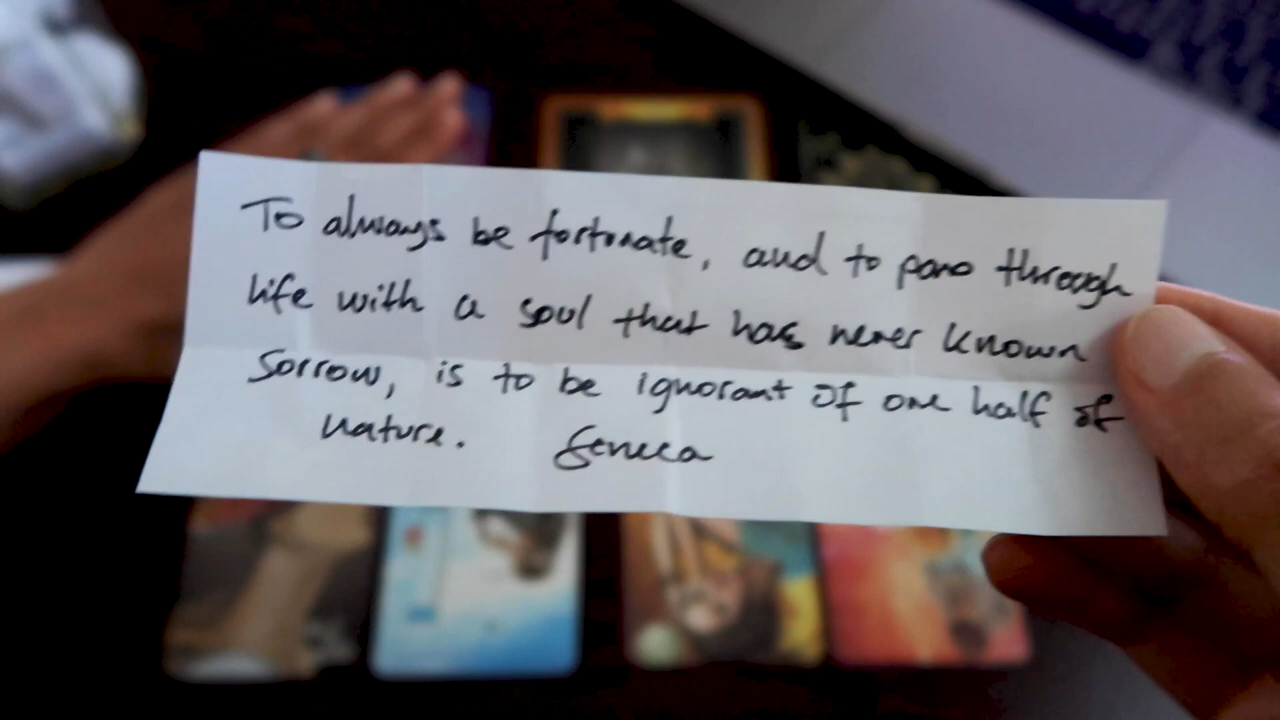 To always be fortunate, and to pass through
life with a soul that has never known
Sorrow, is to be ignorant of one half of
nature. Seneca